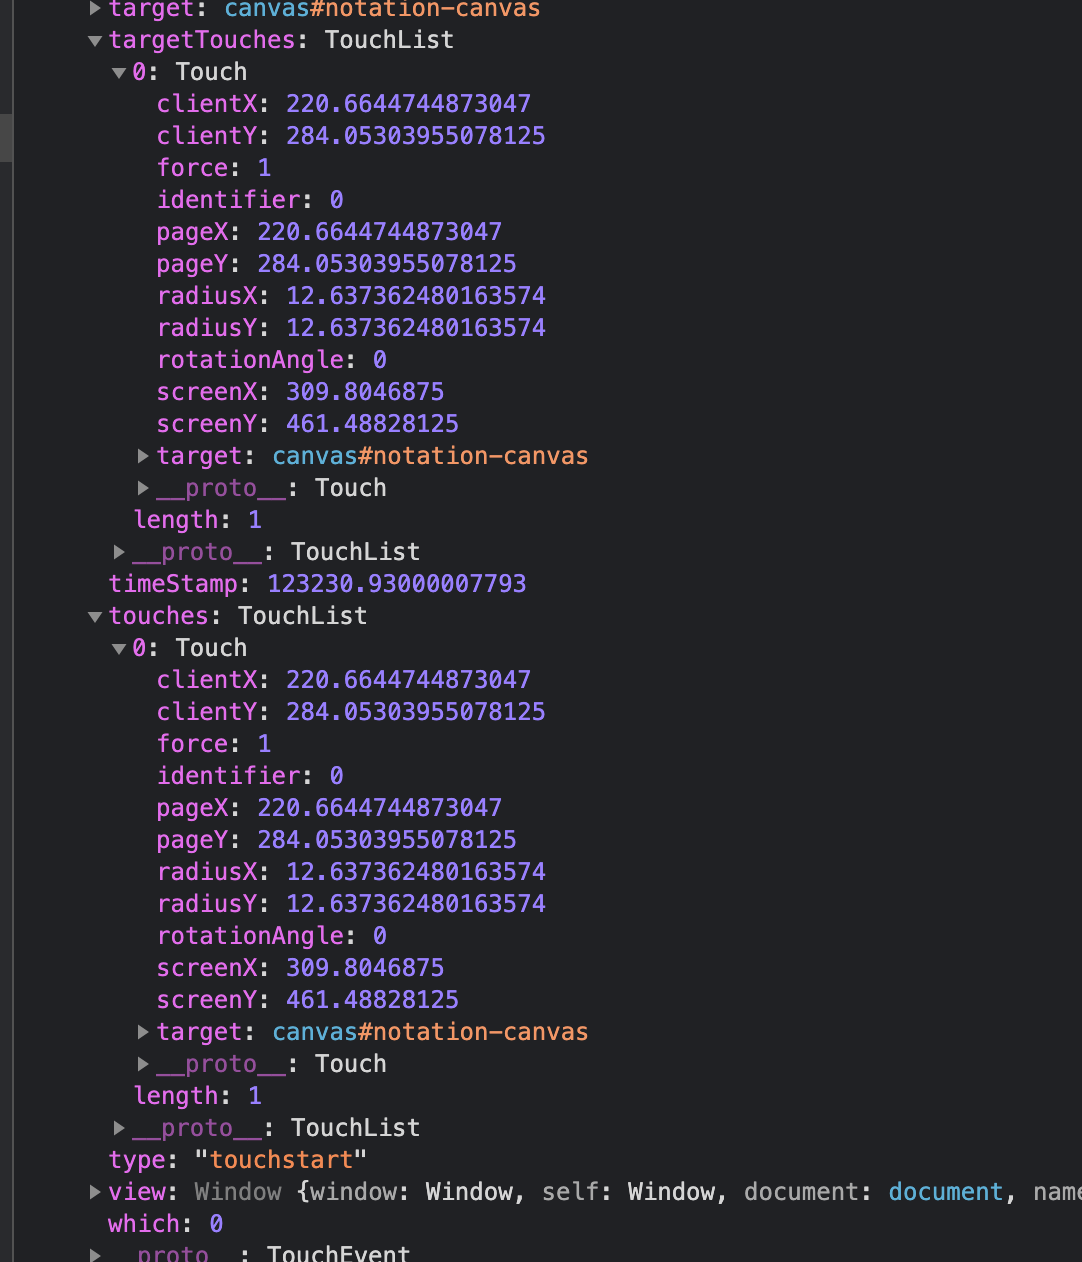 target: canvas#notation-canvas
targetTouches: TouchList
0: Touch
clientX: 220.6644744873047
clientY: 284.05303955078125
force: 1
identifier: 0
pageX: 220.6644744873047
pageY: 284.05303955078125
radiusX: 12.637362480163574
radiusY: 12.637362480163574
rotationAngle: 0
screenX: 309.8046875
screenY: 461.48828125
target: canvas#notation-canvas
__proto__: Touch
length: 1
__proto__: TouchList
timeStamp: 123230.93000007793
touches: TouchList
0: Touch
clientX: 220.6644744873047
clientY: 284.05303955078125
force: 1
identifier: 0
pageX: 220.6644744873047
pageY: 284.05303955078125
radiusX: 12.637362480163574
radiusY: 12.637362480163574
rotationAngle: 0
screenX: 309.8046875
screenY: 461.48828125
target: canvas#notation-canvas
__proto__: Touch
length: 1
__proto__: TouchList
type: "touchstart"
view: Window {window: Window, self: Window, document: document, name
which: 0
__proto__: TouchEvent